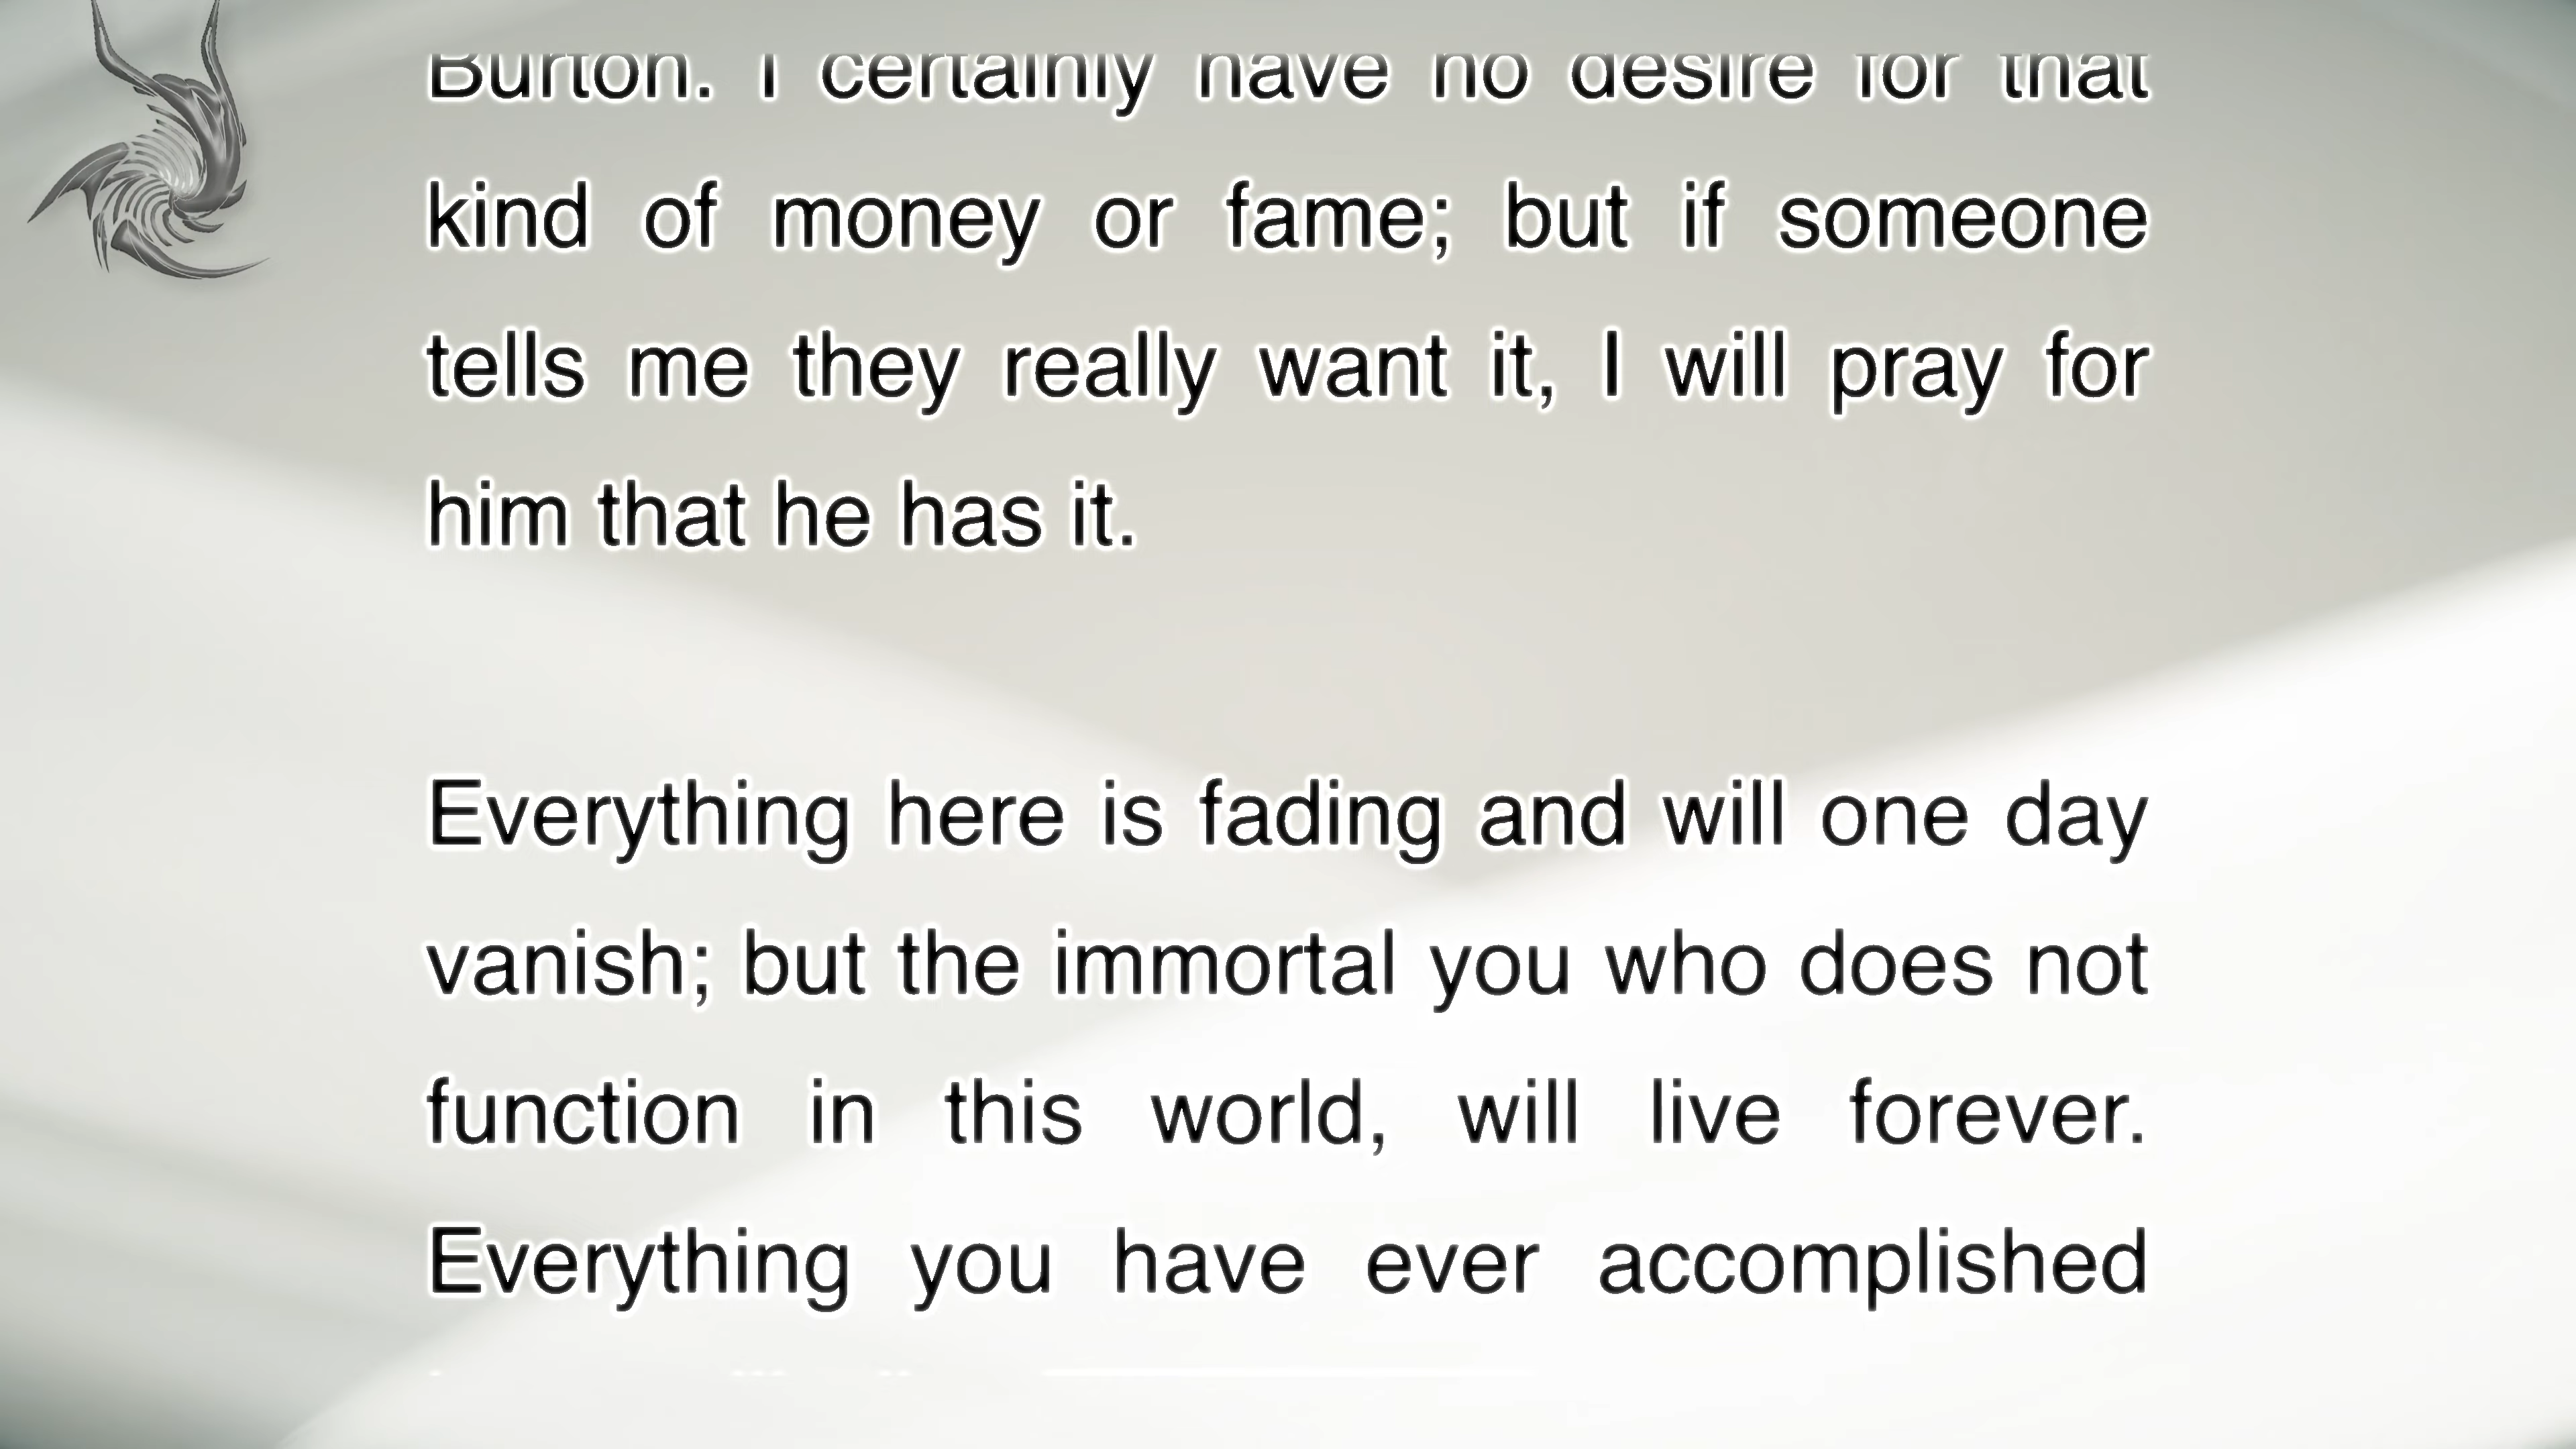 Burton. I certainly have no desire for that
kind of money or fame; but if someone
tells me they really want it, I will pray for
him that he has it.
Everything here is fading and will one day
vanish; but the immortal you who does not
function in this world, will live forever.
Everything you have ever accomplished